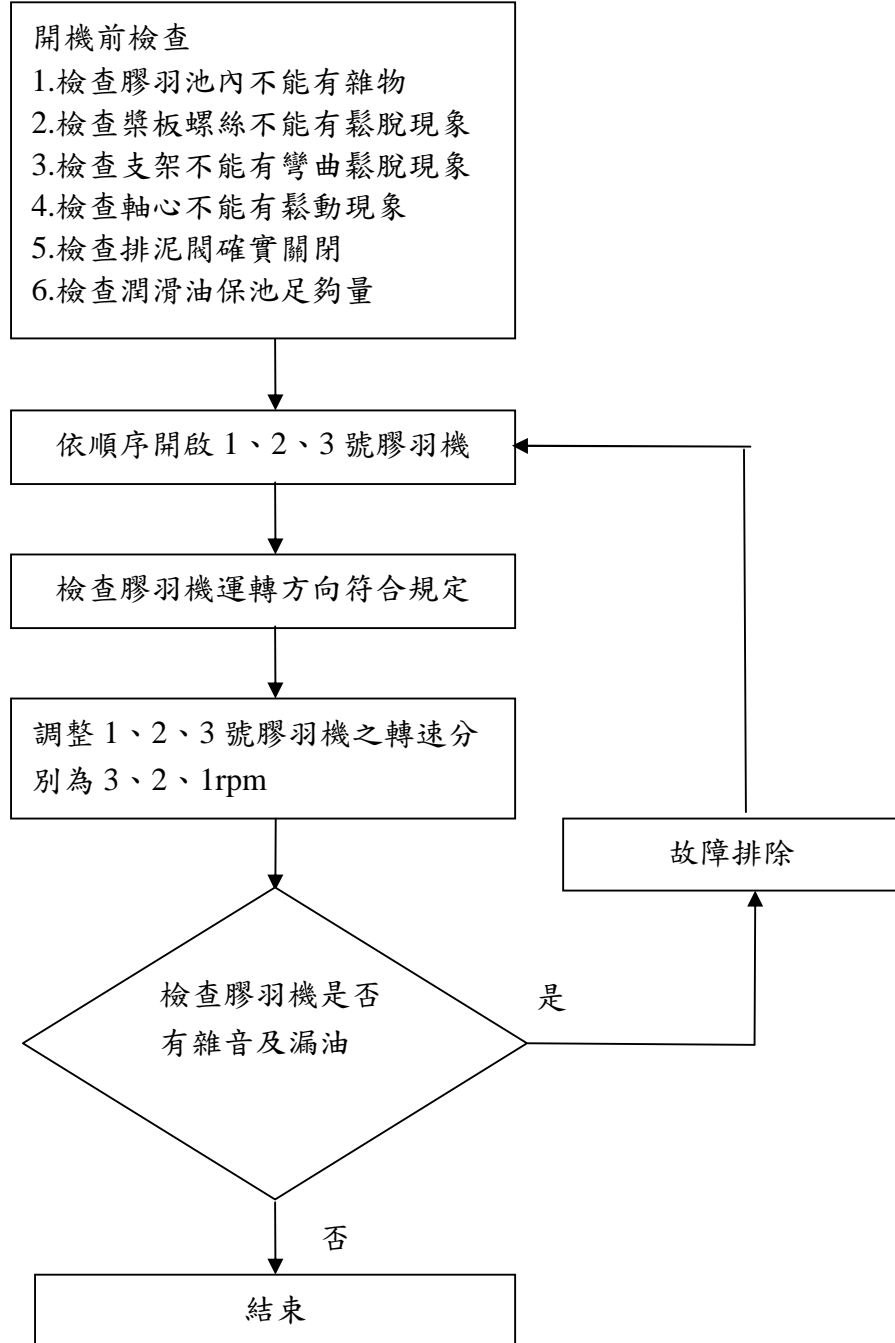 開機前檢查
1.檢查膠羽池內不能有雜物
2.檢查槳板螺絲不能有鬆脫現象
3.檢查支架不能有彎曲鬆脫現象
4.檢查軸心不能有鬆動現象
5.檢查排泥閥確實關閉
6.檢查潤滑油保池足夠量
依順序開啟 1、2、3 號膠羽機
檢查膠羽機運轉方向符合規定
調整 1、2、3 號膠羽機之轉速分
別為 3、2、1rpm
故障排除
檢查膠羽機是否
有雜音及漏油
是
否
結束